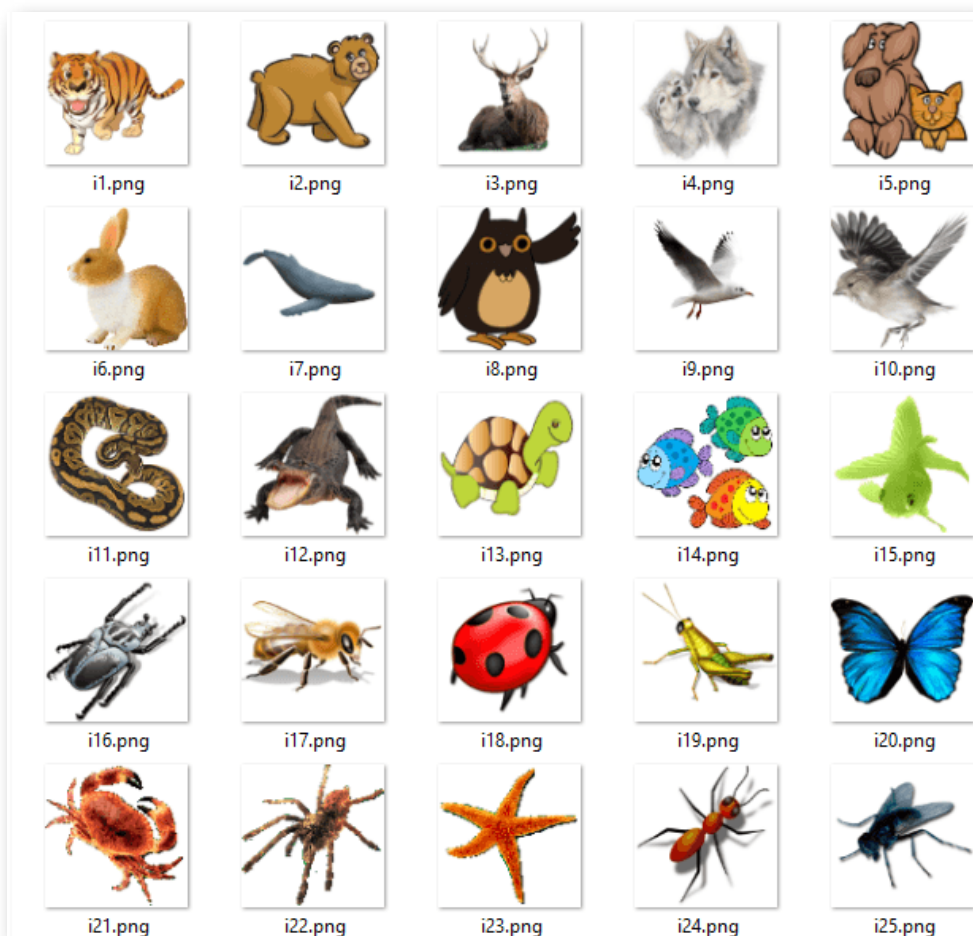 i1.png i2.png i3.png i4.png i5.png
i6.png i7.png i8.png i9.png i10.png
i11.png i12.png i13.png i14.png i15.png
i16.png i17.png i18.png i19.png i20.png
i21.png i22.png i23.png i24.png i25.png